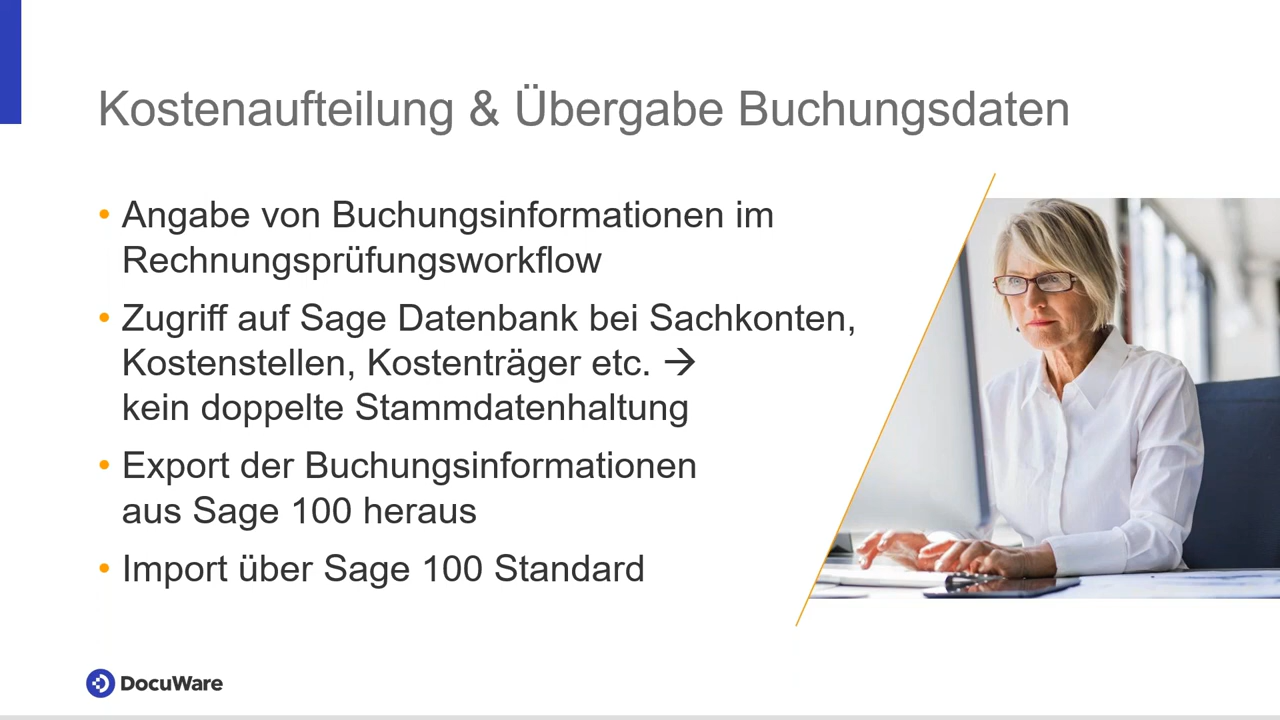 Kostenaufteilung & Übergabe Buchungsdaten
• Angabe von Buchungsinformationen im
Rechnungsprüfungsworkflow
• Zugriff auf Sage Datenbank bei Sachkonten,
Kostenstellen, Kostenträger etc. →
kein doppelte Stammdatenhaltung
• Export der Buchungsinformationen
aus Sage 100 heraus
• Import über Sage 100 Standard
DocuWare